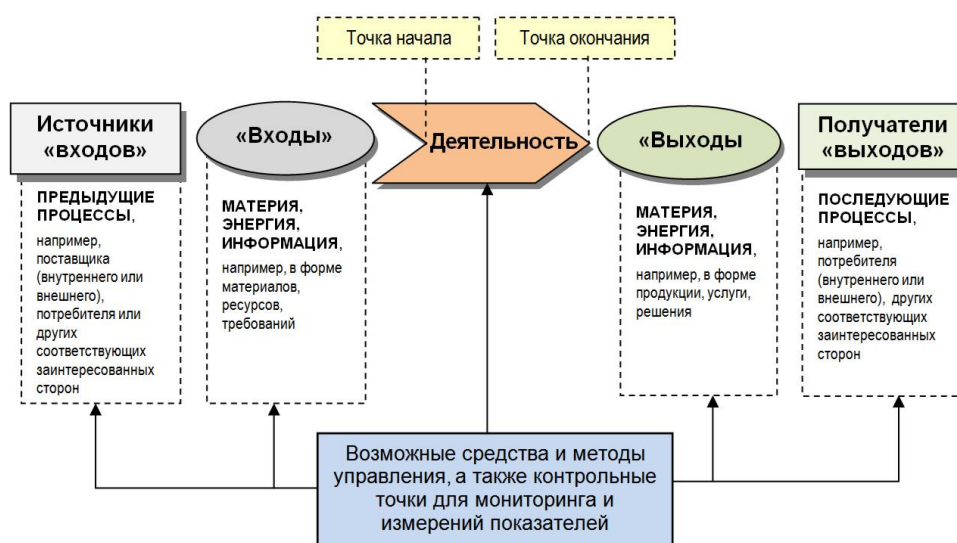 Точка начала
Точка окончания
Источники
«входов»
«Входы»
Деятельность
«Выходы
Получатели
«выходов»
ПРЕДЫДУЩИЕ
ПРОЦЕССЫ,
например,
поставщика
(внутреннего или
внешнего),
потребителя или
других
соответствующих
заинтересованных
сторон
МАТЕРИЯ,
ЭНЕРГИЯ,
ИНФОРМАЦИЯ,
например, в форме
материалов,
ресурсов,
требований
МАТЕРИЯ,
ЭНЕРГИЯ,
ИНФОРМАЦИЯ,
например, в форме
продукции, услуги,
решения
ПОСЛЕДУЮЩИЕ
ПРОЦЕССЫ,
например,
потребителя
(внутреннего или
внешнего), других
соответствующих
заинтересованных
сторон
Возможные средства и методы
управления, а также контрольные
точки для мониторинга и
измерений показателей